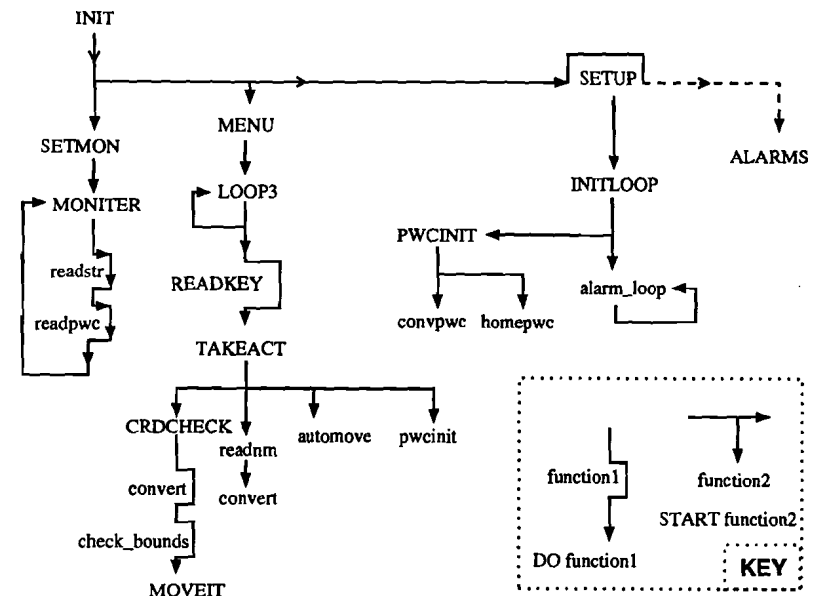 INIT
SETUP
MENU
SETMON
ALARMS
LOOP3
INITLOOP
MONITER
PWCINIT
readstr
READKEY
alarm_loop
readpwc
convpwc homepwc
TAKEACT
CRDCHECK
readnm
automove
pwcinit
convert
convert
check_bounds
MOVEIT
function1
function2
START function2
DO function1
KEY